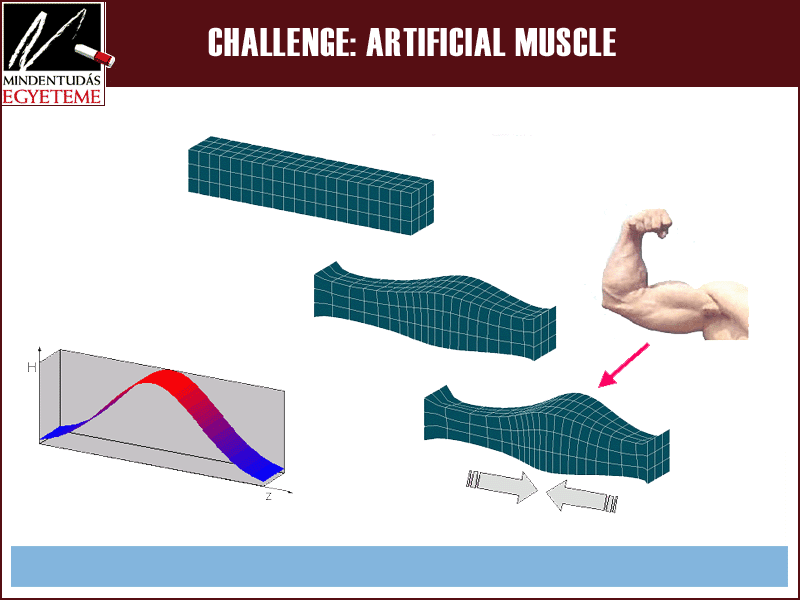 CHALLENGE: ARTIFICIAL MUSCLE
MINDENTUDÁS
EGYETEME
H
z